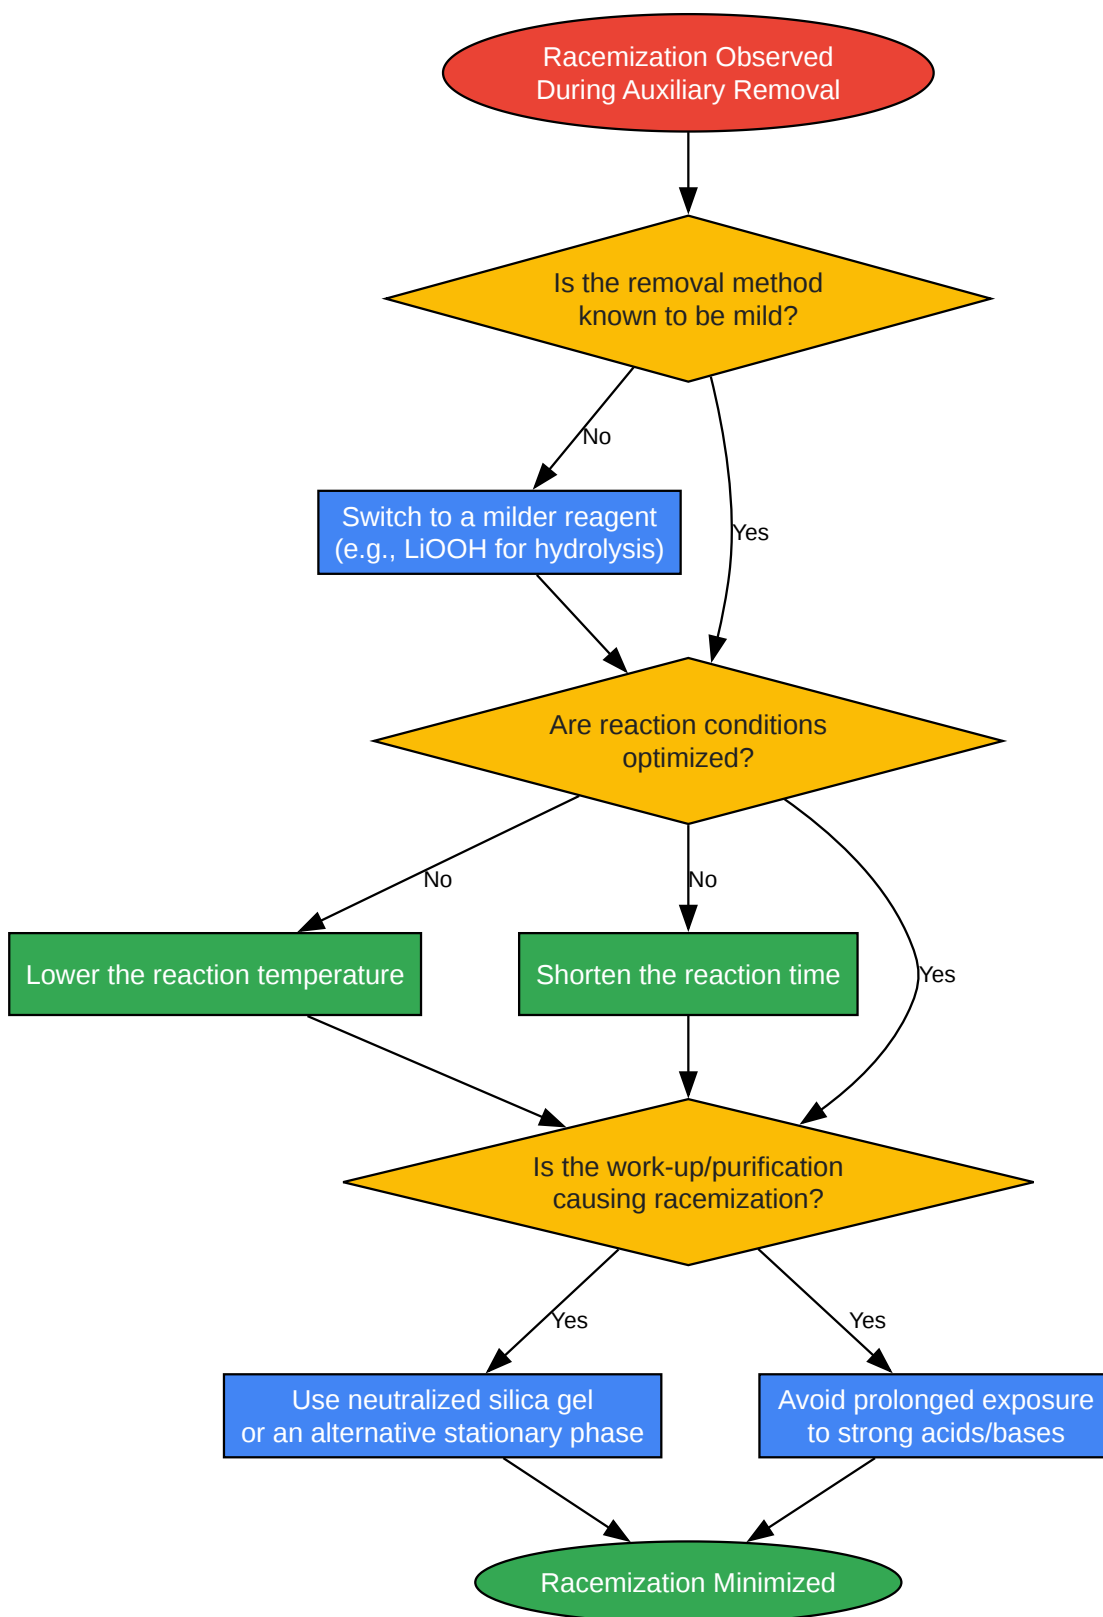 Racemization Observed
During Auxiliary Removal
Is the removal method
known to be mild?
No
Switch to a milder reagent
(e.g., LiOOH for hydrolysis)
Yes
Are reaction conditions
optimized?
No
No
Lower the reaction temperature
Shorten the reaction time
Yes
Is the work-up/purification
causing racemization?
Yes
Yes
Use neutralized silica gel
or an alternative stationary phase
Avoid prolonged exposure
to strong acids/bases
Racemization Minimized